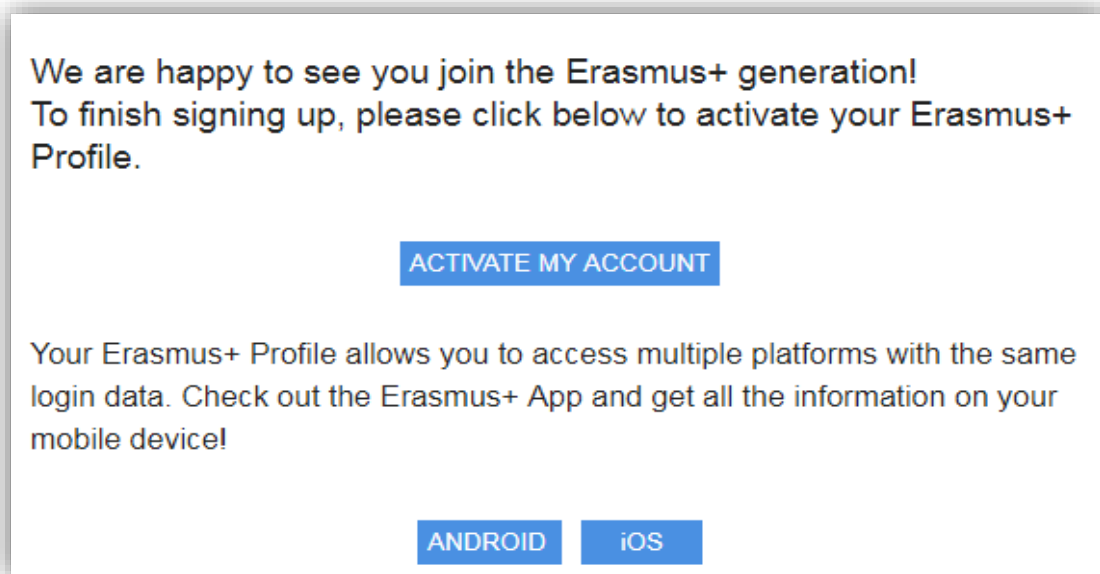 We are happy to see you join the Erasmus+ generation!
To finish signing up, please click below to activate your Erasmus+
Profile.
ACTIVATE MY ACCOUNT
Your Erasmus+ Profile allows you to access multiple platforms with the same
login data. Check out the Erasmus+ App and get all the information on your
mobile device!
ANDROID iOS